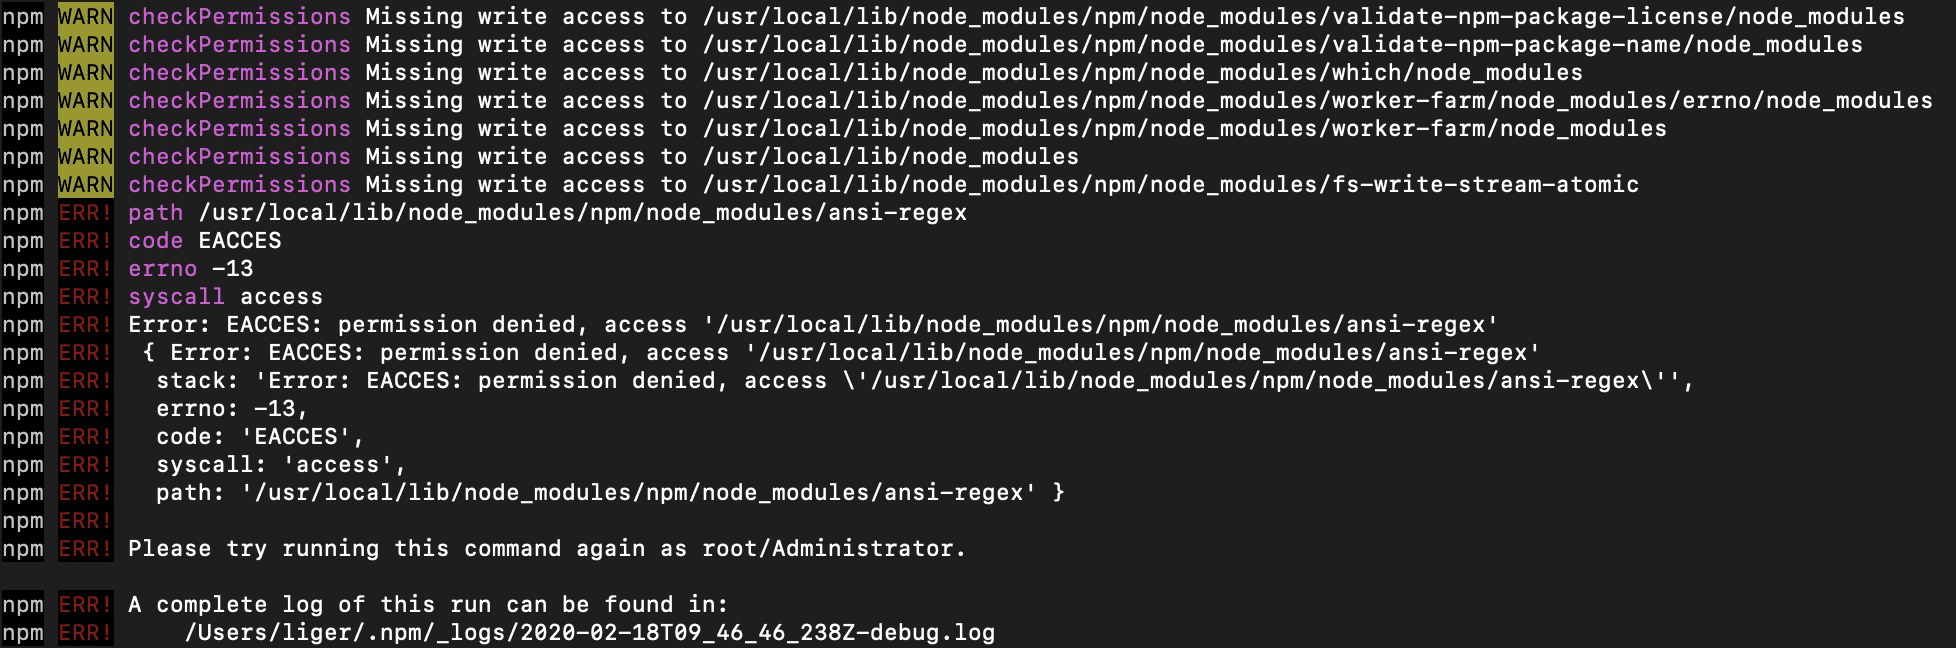 npm WARN checkPermissions Missing write access to /usr/local/lib/node_modules/npm/node_modules/validate-npm-package-license/node_modules
npm WARN checkPermissions Missing write access to /usr/local/lib/node_modules/npm/node_modules/validate-npm-package-name/node_modules
npm WARN checkPermissions Missing write access to /usr/local/lib/node_modules/npm/node_modules/which/node_modules
npm WARN checkPermissions Missing write access to /usr/local/lib/node_modules/npm/node_modules/worker-farm/node_modules/errno/node_modules
npm WARN checkPermissions Missing write access to /usr/local/lib/node_modules/npm/node_modules/worker-farm/node_modules
npm WARN checkPermissions Missing write access to /usr/local/lib/node_modules
npm WARN checkPermissions Missing write access to /usr/local/lib/node_modules/npm/node_modules/fs-write-stream-atomic
npm ERR! path /usr/local/lib/node_modules/npm/node_modules/ansi-regex
npm ERR! code EACCES
npm ERR! errno -13
npm ERR! syscall access
npm ERR! Error: EACCES: permission denied, access '/usr/local/lib/node_modules/npm/node_modules/ansi-regex'
npm ERR!  { Error: EACCES: permission denied, access '/usr/local/lib/node_modules/npm/node_modules/ansi-regex'
npm ERR!   stack: 'Error: EACCES: permission denied, access \'/usr/local/lib/node_modules/npm/node_modules/ansi-regex\'',
npm ERR!   errno: -13,
npm ERR!   code: 'EACCES',
npm ERR!   syscall: 'access',
npm ERR!   path: '/usr/local/lib/node_modules/npm/node_modules/ansi-regex' }
npm ERR!
npm ERR! Please try running this command again as root/Administrator.
npm ERR! A complete log of this run can be found in:
npm ERR!     /Users/liger/.npm/_logs/2020-02-18T09_46_46_238Z-debug.log